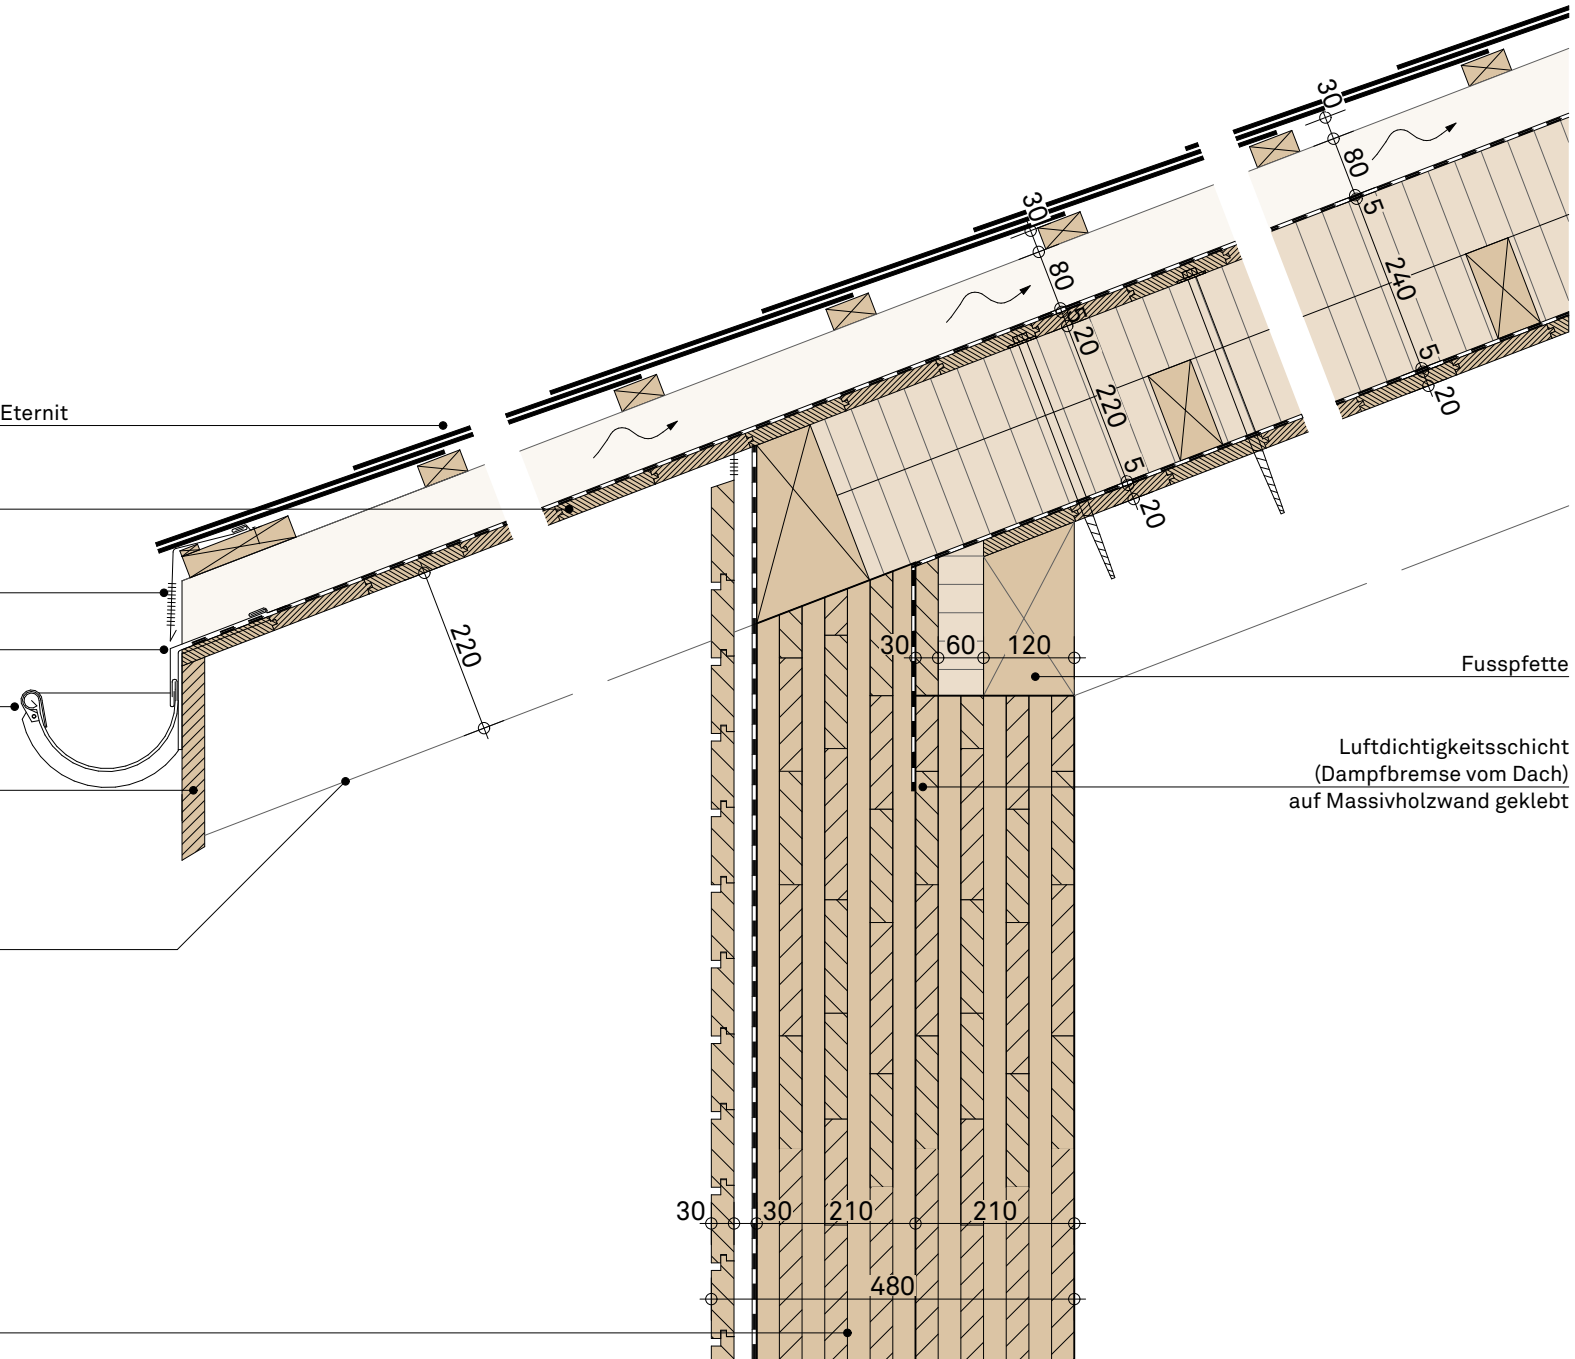 30
80
5
240
5
20
30
80
5
20
220
5
20
Eternit
220
30 60 120
Fusspfette
Luftdichtigkeitsschicht
(Dampfbremse vom Dach)
auf Massivholzwand geklebt
30 30 210 210
480